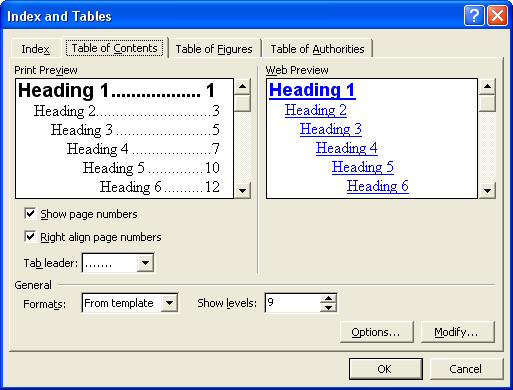 Index and Tables
Index
Table of Contents
Table of Figures
Table of Authorities
Print Preview
Heading 1.................. 1
Heading 2..............................3
Heading 3 ........................5
Heading 4 ....................7
Heading 5 ...............10
Heading 6 ...........12
Web Preview
Heading 1
Heading 2
Heading 3
Heading 4
Heading 5
Heading 6
Show page numbers
Right align page numbers
Tab leader: .......
General
Formats: From template Show levels: 9
Options... Modify...
OK Cancel